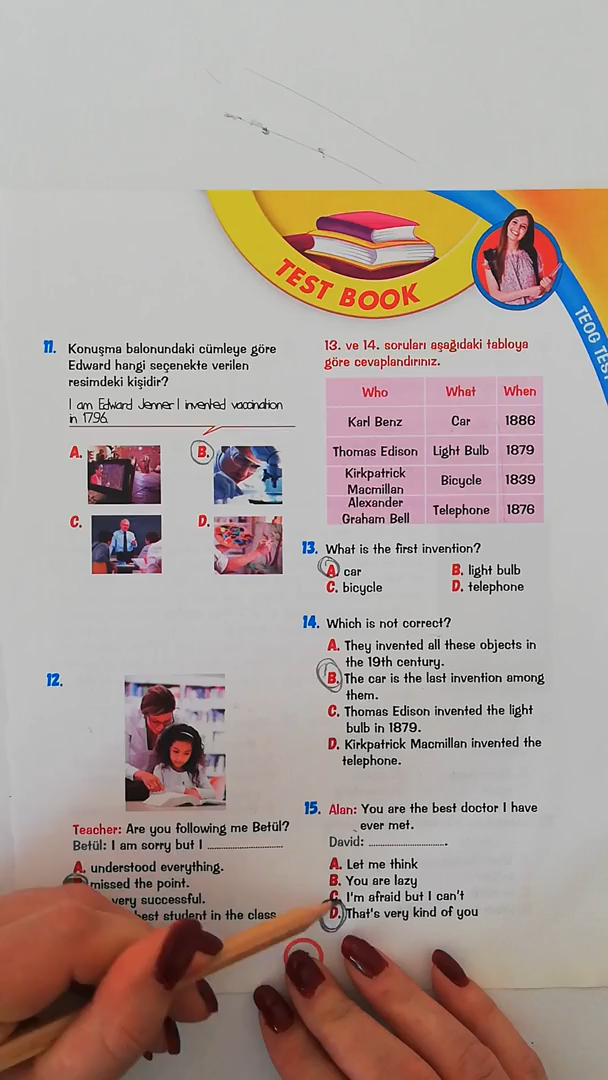 TEST BOOK
TEOG TEST
11. Konuşma balonundaki cümleye göre
Edward hangi seçenekte verilen
resimdeki kişidir?
I am Edward Jenner I invented vaccination
in 1796.
A.
B.
C.
D.
12.
Teacher: Are you following me Betül?
Betül: I am sorry but I ........................
A. understood everything.
missed the point.
very successful.
best student in the class
13. ve 14. soruları aşağıdaki tabloya
göre cevaplandırınız.
Who What When
Karl Benz Car 1886
Thomas Edison Light Bulb 1879
Kirkpatrick
Macmillan Bicycle 1839
Alexander
Graham Bell Telephone 1876
13. What is the first invention?
A. car B. light bulb
C. bicycle D. telephone
14. Which is not correct?
A. They invented all these objects in
the 19th century.
B. The car is the last invention among
them.
C. Thomas Edison invented the light
bulb in 1879.
D. Kirkpatrick Macmillan invented the
telephone.
15. Alan: You are the best doctor I have
ever met.
David: ........................
A. Let me think
B. You are lazy
C. I'm afraid but I can't
D. That's very kind of you